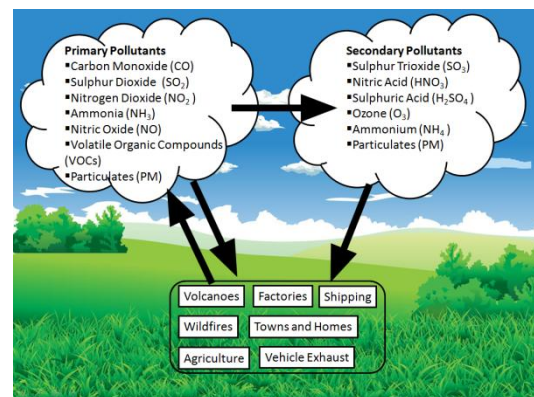 Primary Pollutants
▪Carbon Monoxide (CO)
▪Sulphur Dioxide (SO₂)
▪Nitrogen Dioxide (NO₂ )
▪Ammonia (NH₃)
▪Nitric Oxide (NO)
▪Volatile Organic Compounds
(VOCs)
▪Particulates (PM)
Secondary Pollutants
▪Sulphur Trioxide (SO₃)
▪Nitric Acid (HNO₃)
▪Sulphuric Acid (H₂SO₄)
▪Ozone (O₃)
▪Ammonium (NH₄)
▪Particulates (PM)
Volcanoes
Factories
Shipping
Wildfires
Towns and Homes
Agriculture
Vehicle Exhaust